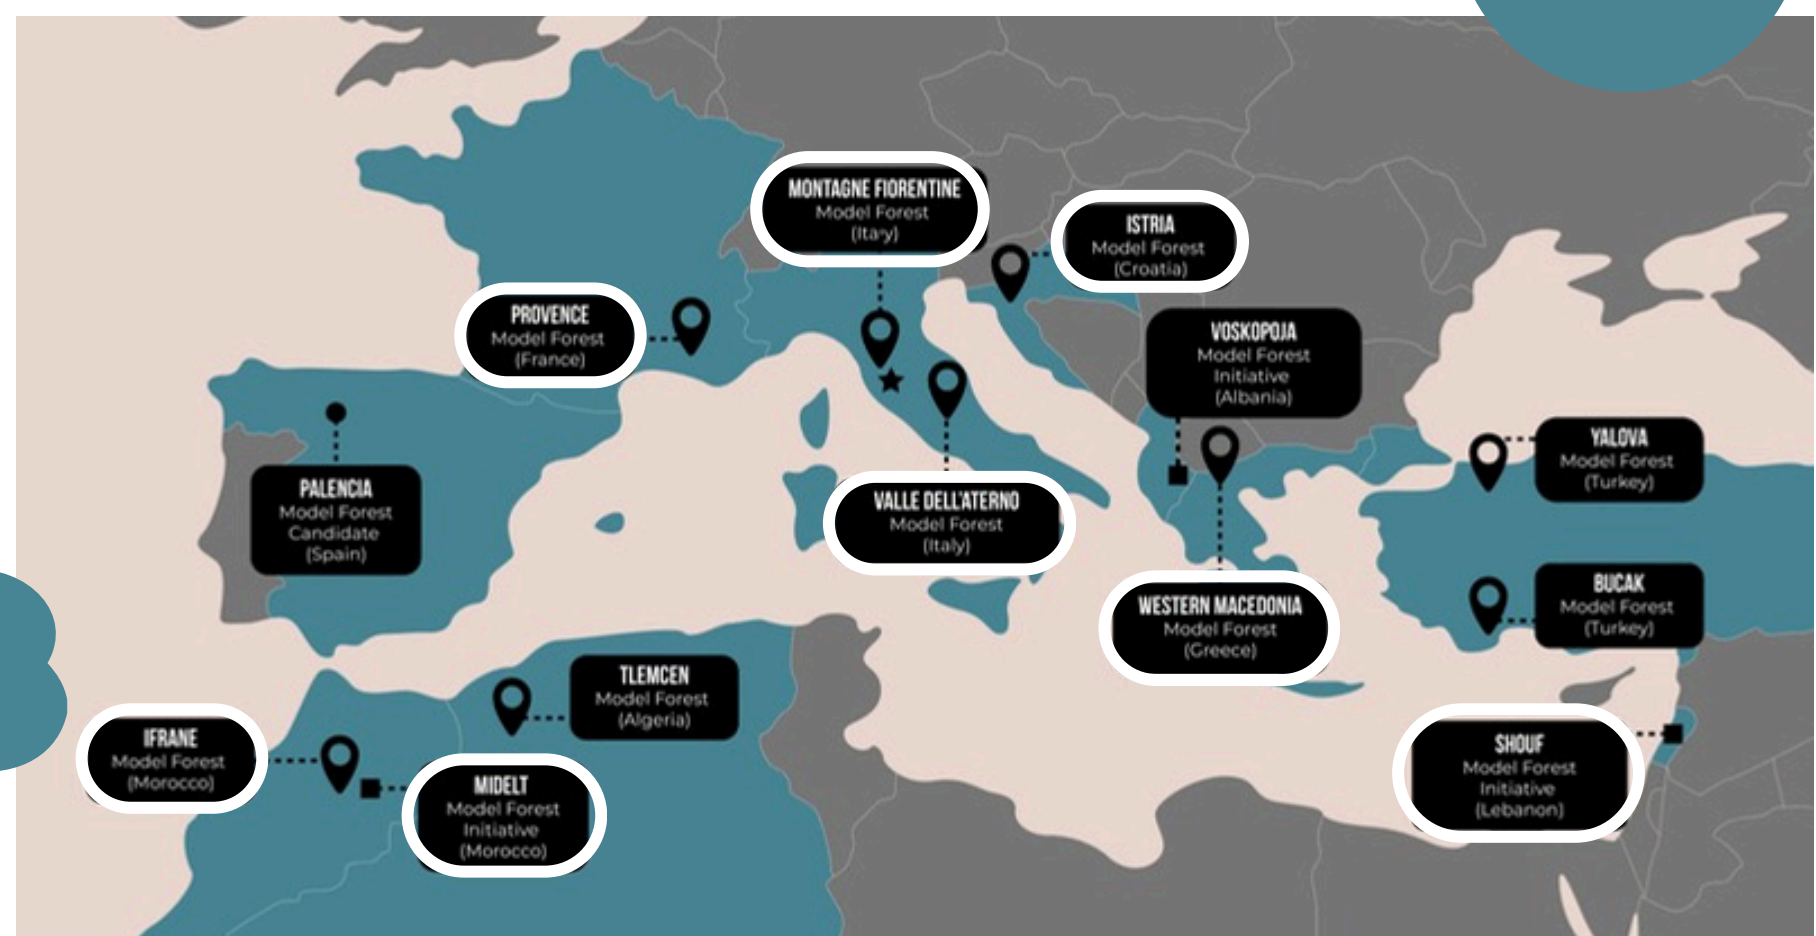 MONTAGNE FIORENTINE
Model Forest
(Italy)
ISTRIA
Model Forest
(Croatia)
PROVENCE
Model Forest
(France)
VOSKOPOJA
Model Forest
Initiative
(Albania)
YALOVA
Model Forest
(Turkey)
PALENCIA
Model Forest
Candidate
(Spain)
VALLE DELL'ATERNO
Model Forest
(Italy)
BUCAK
Model Forest
(Turkey)
WESTERN MACEDONIA
Model Forest
(Greece)
TLEMCEN
Model Forest
(Algeria)
IFRANE
Model Forest
(Morocco)
MIDELT
Model Forest
Initiative
(Morocco)
SHOUF
Model Forest
Initiative
(Lebanon)